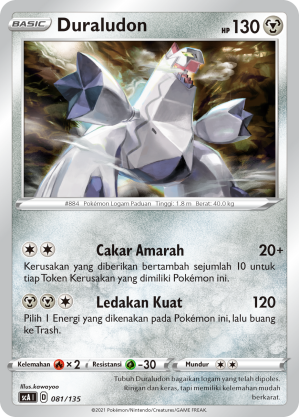 BASIC Duraludon HP 130
#884 Pokémon Logam Paduan Tinggi: 1.8 m Berat: 40.0 kg
Cakar Amarah 20+
Kerusakan yang diberikan bertambah sejumlah 10 untuk
tiap Token Kerusakan yang dimiliki Pokémon ini.
Ledakan Kuat 120
Pilih 1 Energi yang dikenakan pada Pokémon ini, lalu buang
ke Trash.
Kelemahan × 2 Resistansi -30 Mundur
Illus.kawayoo
sc1 I D 081/135
Tubuh Duraludon bagaikan logam yang telah dipoles.
Ringan dan keras, tapi memiliki kelemahan mudah
berkarat.
©2021 Pokémon/Nintendo/Creatures/GAME FREAK.